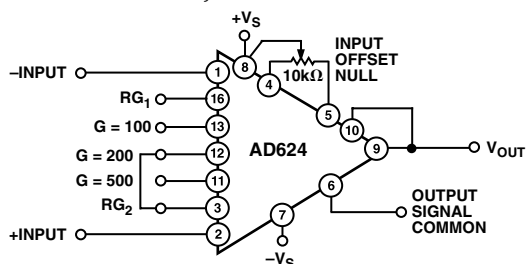 +VS
–INPUT
1
8
INPUT
OFFSET
NULL
10kΩ
4
RG1
16
5
G = 100
13
10
G = 200
12
AD624
9
VOUT
G = 500
11
6
RG2
3
7
OUTPUT
SIGNAL
COMMON
+INPUT
2
–VS